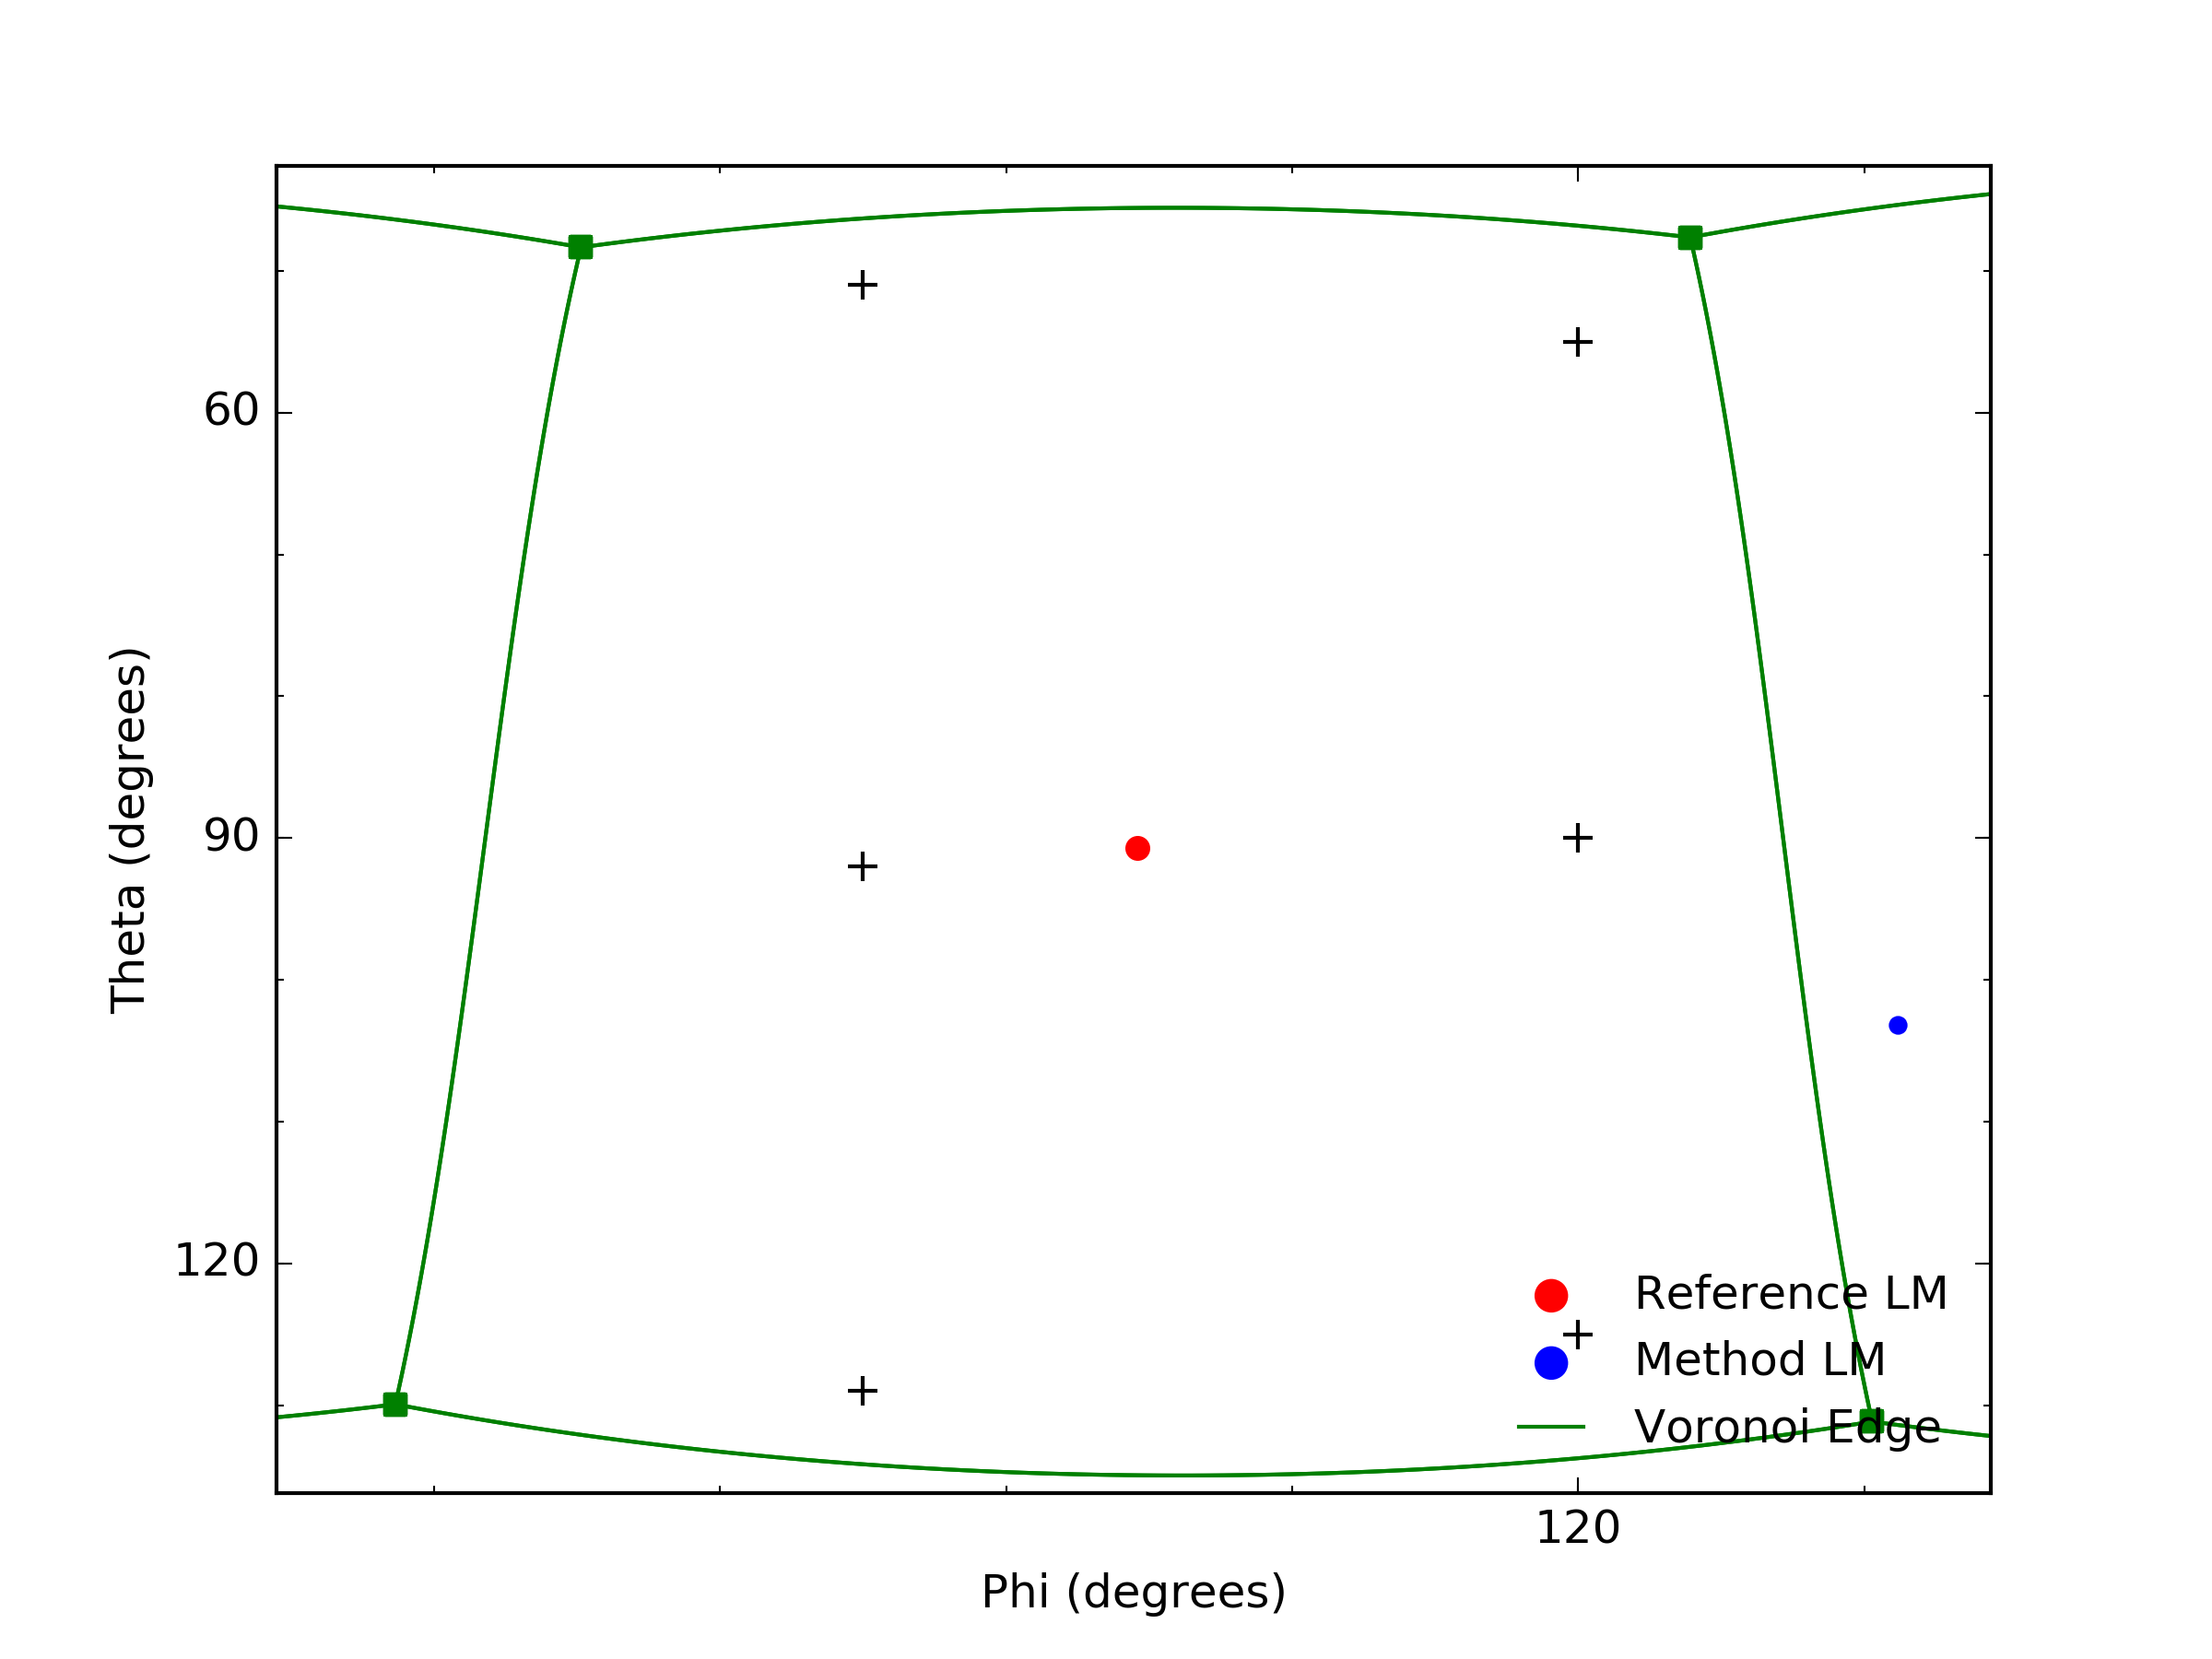 60
90
120
Theta (degrees)
Reference LM
Method LM
Voronoi Edge
120
Phi (degrees)